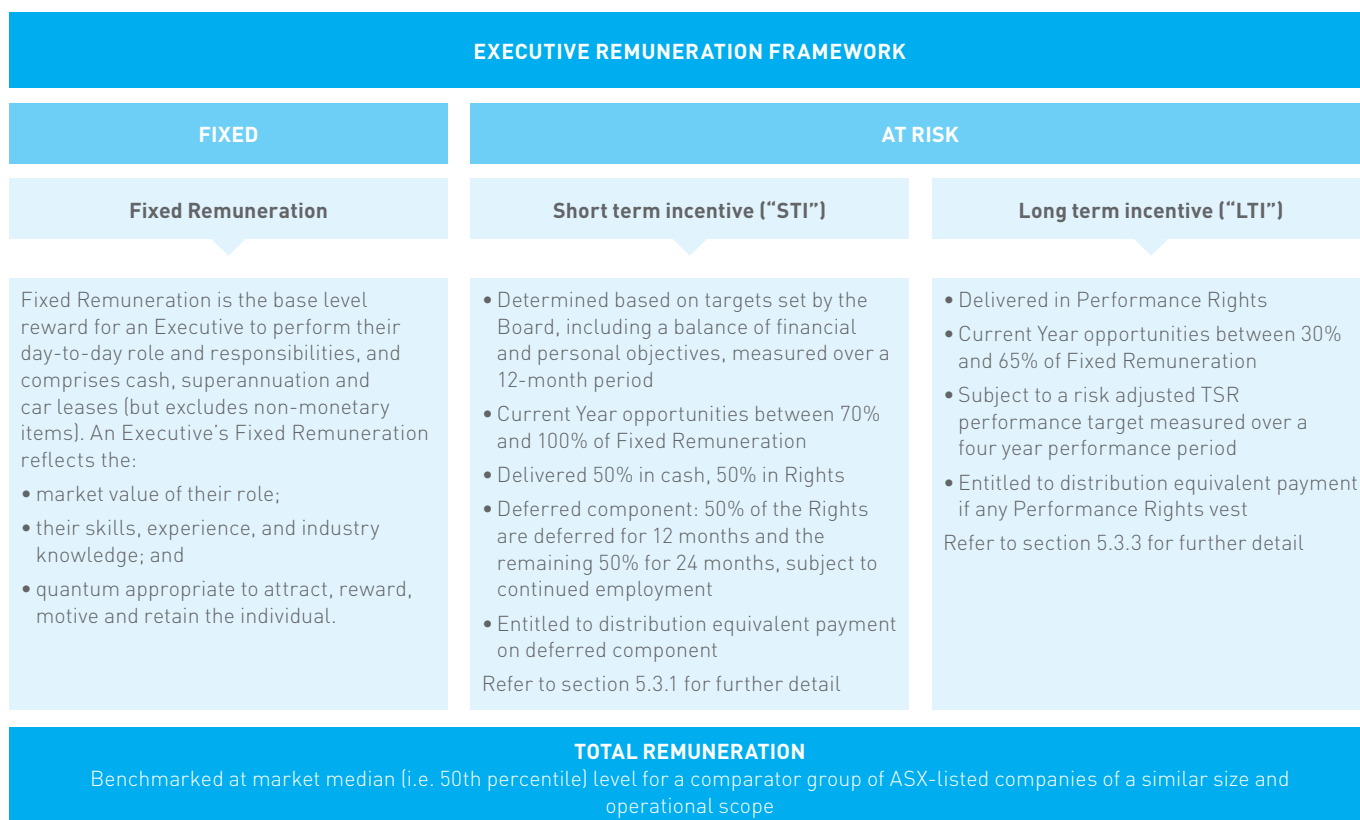 EXECUTIVE REMUNERATION FRAMEWORK
FIXED
AT RISK
Fixed Remuneration
Fixed Remuneration is the base level
reward for an Executive to perform their
day-to-day role and responsibilities, and
comprises cash, superannuation and
car leases (but excludes non-monetary
items). An Executive's Fixed Remuneration
reflects the:
• market value of their role;
• their skills, experience, and industry
knowledge; and
• quantum appropriate to attract, reward,
motive and retain the individual.
Short term incentive ("STI")
• Determined based on targets set by the
Board, including a balance of financial
and personal objectives, measured over a
12-month period
• Current Year opportunities between 70%
and 100% of Fixed Remuneration
• Delivered 50% in cash, 50% in Rights
• Deferred component: 50% of the Rights
are deferred for 12 months and the
remaining 50% for 24 months, subject to
continued employment
• Entitled to distribution equivalent payment
on deferred component
Refer to section 5.3.1 for further detail
Long term incentive ("LTI")
• Delivered in Performance Rights
• Current Year opportunities between 30%
and 65% of Fixed Remuneration
• Subject to a risk adjusted TSR
performance target measured over a
four year performance period
• Entitled to distribution equivalent payment
if any Performance Rights vest
Refer to section 5.3.3 for further detail
TOTAL REMUNERATION
Benchmarked at market median (i.e. 50th percentile) level for a comparator group of ASX-listed companies of a similar size and
operational scope